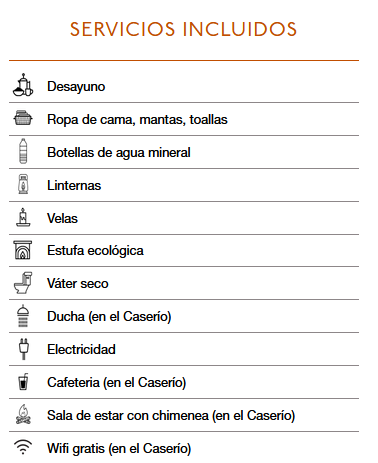 SERVICIOS INCLUIDOS
Desayuno
Ropa de cama, mantas, toallas
Botellas de agua mineral
Linternas
Velas
Estufa ecológica
Váter seco
Ducha (en el Caserío)
Electricidad
Cafeteria (en el Caserío)
Sala de estar con chimenea (en el Caserío)
Wifi gratis (en el Caserío)